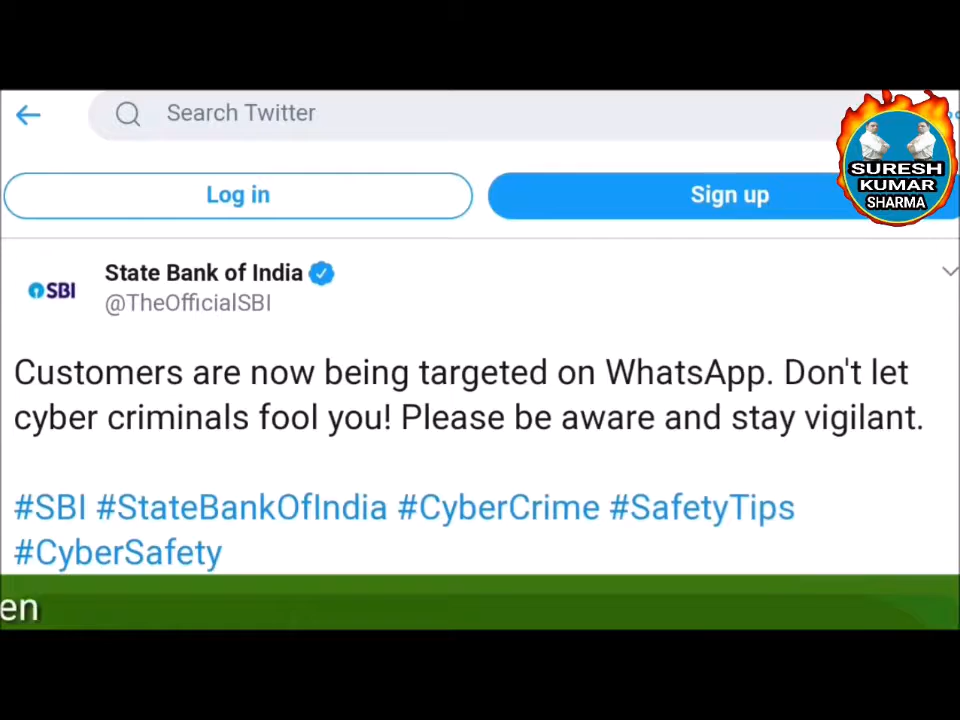 Search Twitter
SURESH
KUMAR
SHARMA
Log in
Sign up
State Bank of India
SBI
@TheOfficialSBI
Customers are now being targeted on WhatsApp. Don't let
cyber criminals fool you! Please be aware and stay vigilant.
#SBI #StateBankOfIndia #CyberCrime #SafetyTips
#CyberSafety
en